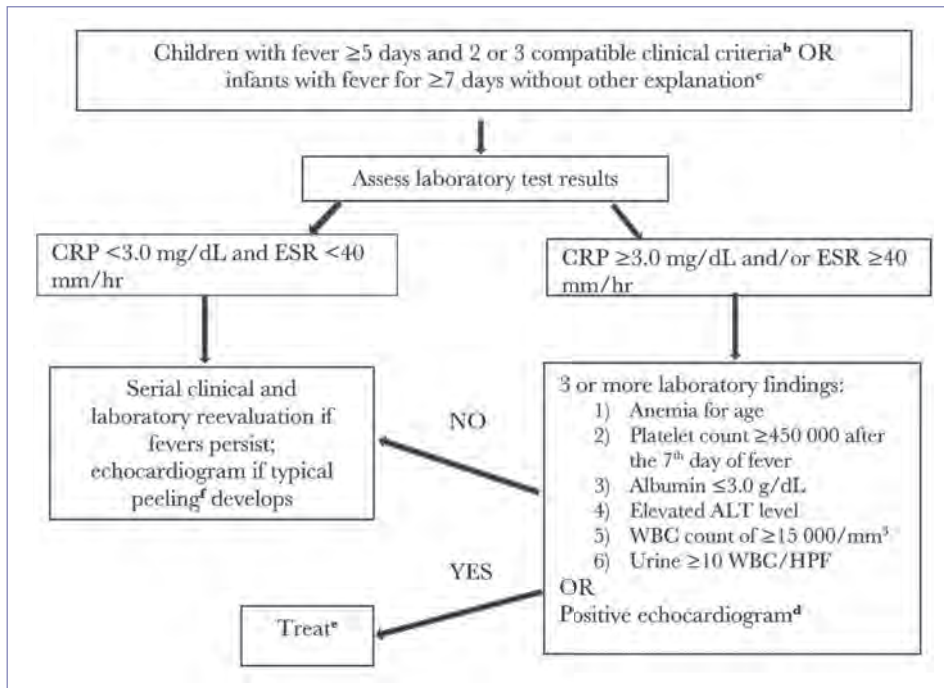 Children with fever ≥5 days and 2 or 3 compatible clinical criteriaᵇ OR
infants with fever for ≥7 days without other explanationᶜ
Assess laboratory test results
CRP <3.0 mg/dL and ESR <40
mm/hr
CRP ≥3.0 mg/dL and/or ESR ≥40
mm/hr
Serial clinical and
laboratory reevaluation if
fevers persist;
echocardiogram if typical
peelingᶠ develops
NO
3 or more laboratory findings:
1) Anemia for age
2) Platelet count ≥450 000 after
the 7ᵗʰ day of fever
3) Albumin ≤3.0 g/dL
4) Elevated ALT level
5) WBC count of ≥15 000/mm³
6) Urine ≥10 WBC/HPF
OR
Positive echocardiogramᵈ
YES
Treatᵉ